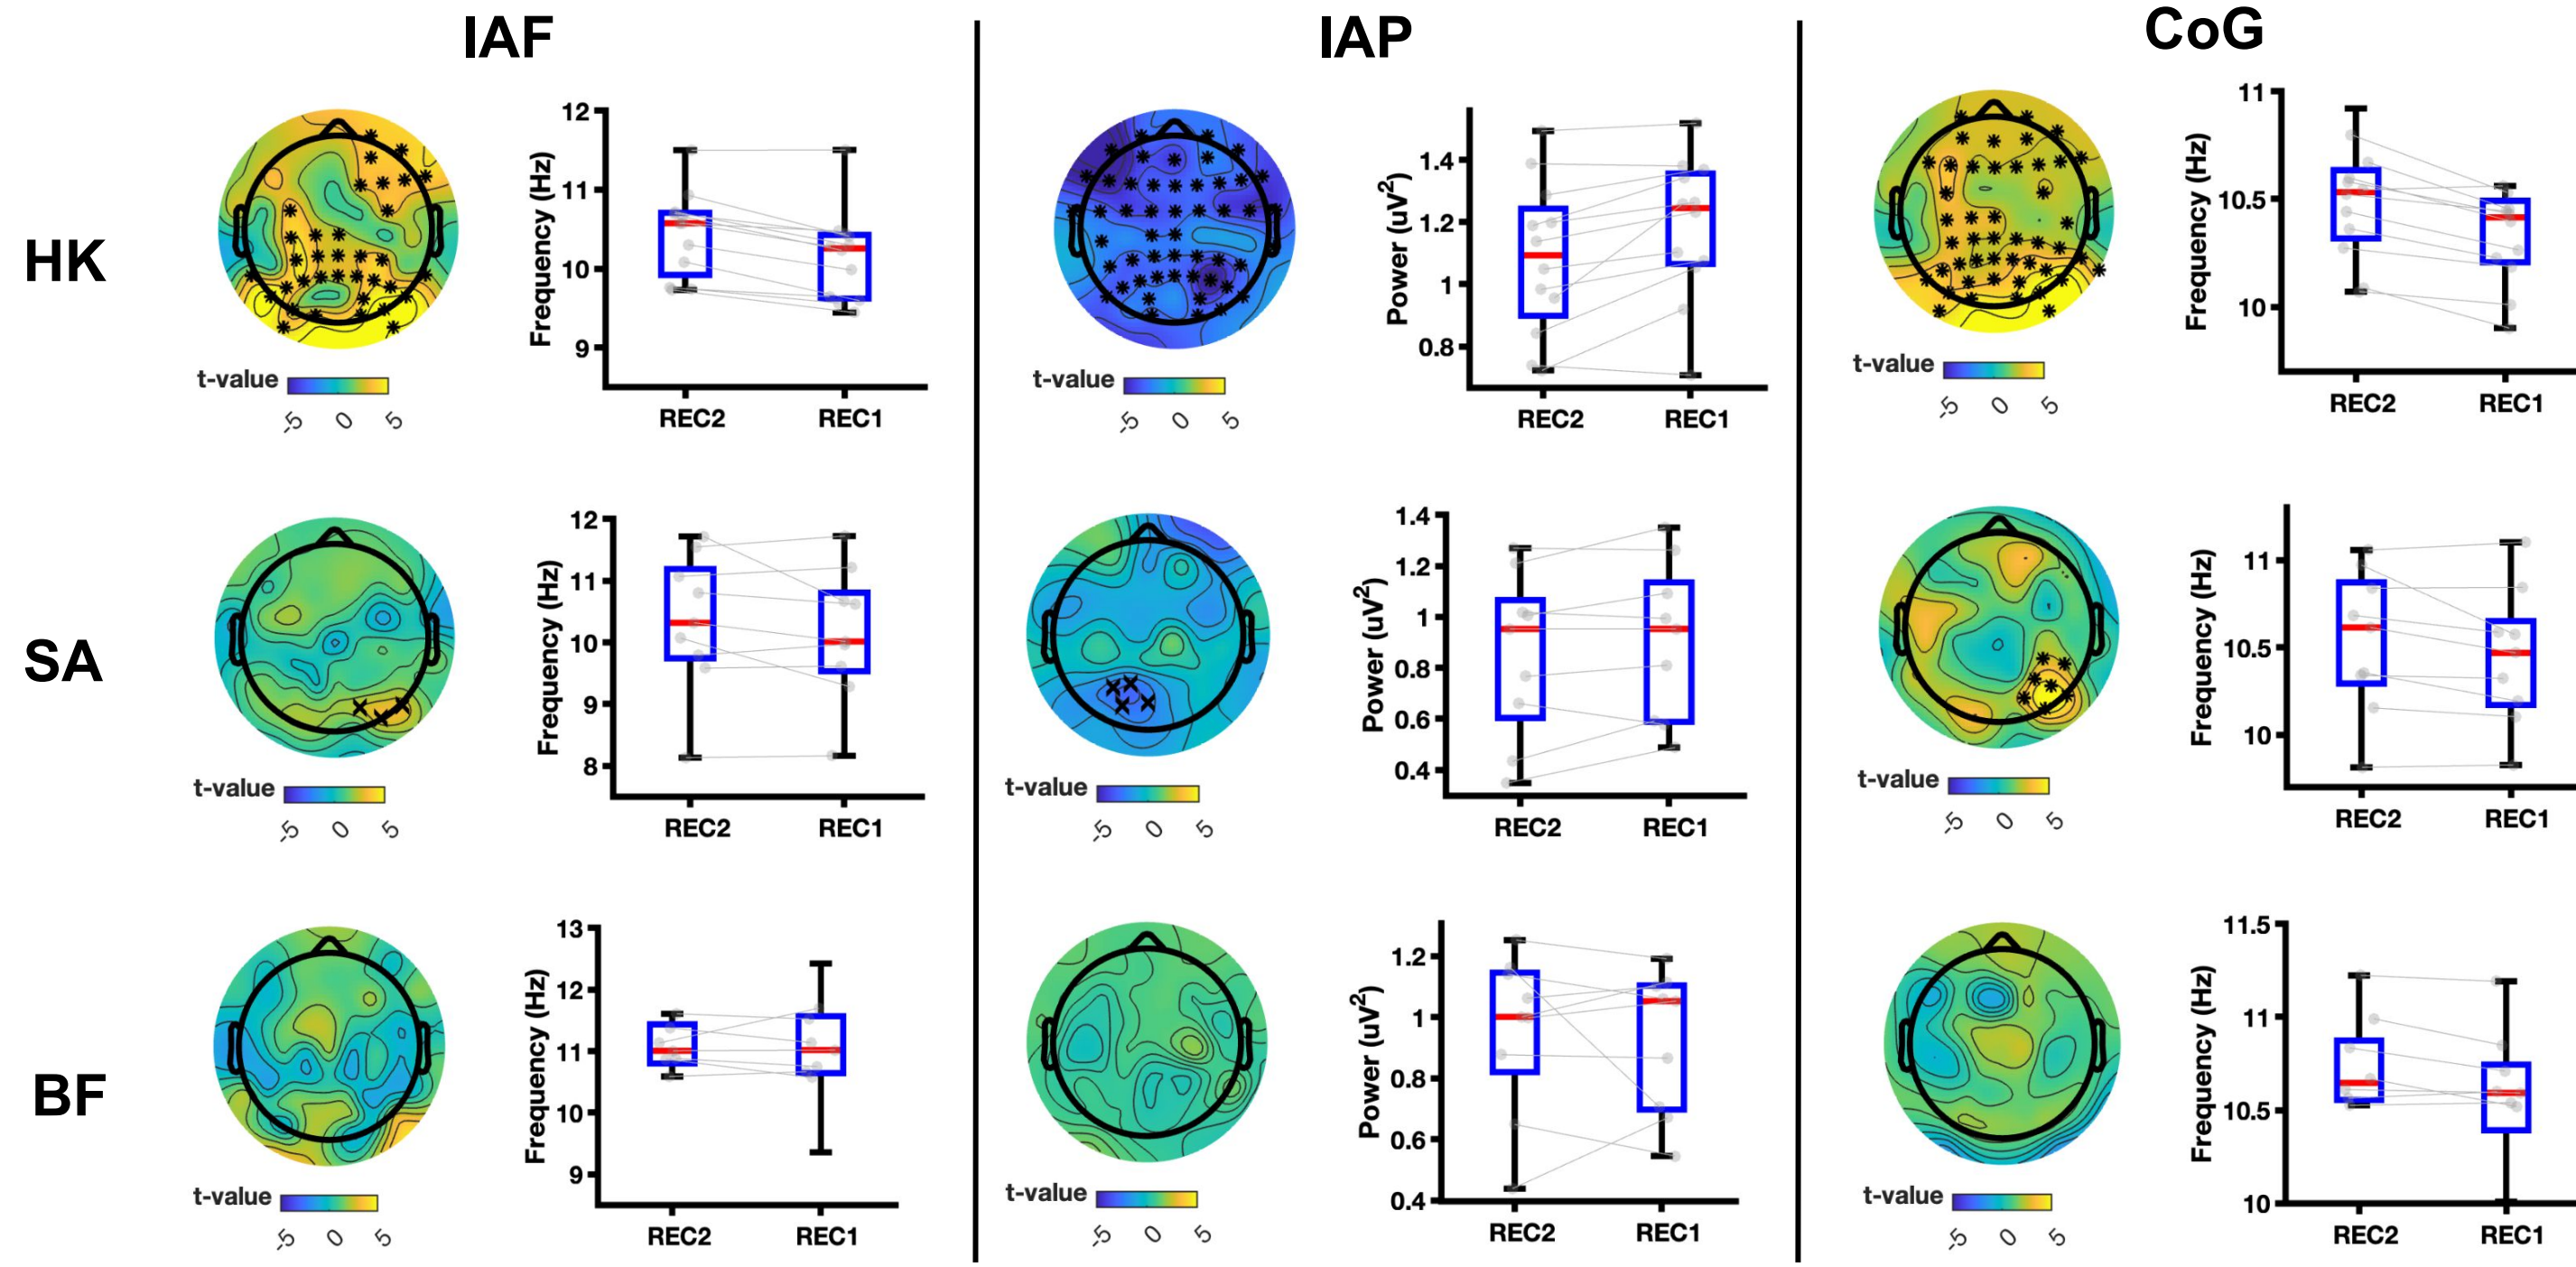 IAF
IAP
CoG
HK
12
11
10
9
Frequency (Hz)
REC2
REC1
t-value
-5
0
5
1.4
1.2
1
0.8
Power (uV²)
REC2
REC1
t-value
-5
0
5
11
10.5
10
Frequency (Hz)
REC2
REC1
t-value
-5
0
5
SA
12
11
10
9
8
Frequency (Hz)
REC2
REC1
t-value
-5
0
5
1.4
1.2
1
0.8
0.6
0.4
Power (uV²)
REC2
REC1
t-value
-5
0
5
11
10.5
10
Frequency (Hz)
REC2
REC1
t-value
-5
0
5
BF
13
12
11
10
9
Frequency (Hz)
REC2
REC1
t-value
-5
0
5
1.2
1
0.8
0.6
0.4
Power (uV²)
REC2
REC1
t-value
-5
0
5
11.5
11
10.5
10
Frequency (Hz)
REC2
REC1
t-value
-5
0
5